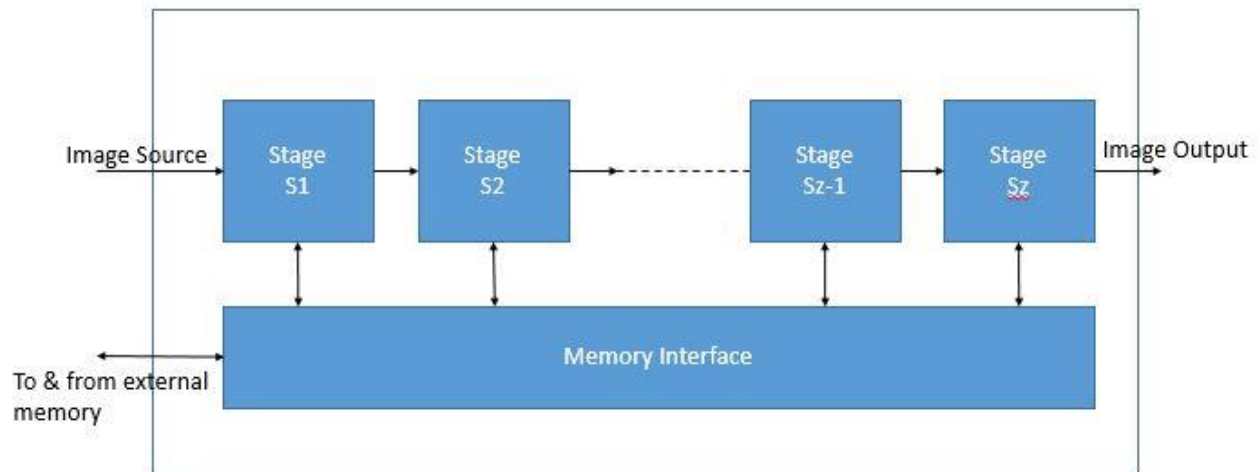 Image Source
Stage
S1
Stage
S2
Stage
Sz-1
Stage
Sz
Image Output
Memory Interface
To & from external
memory